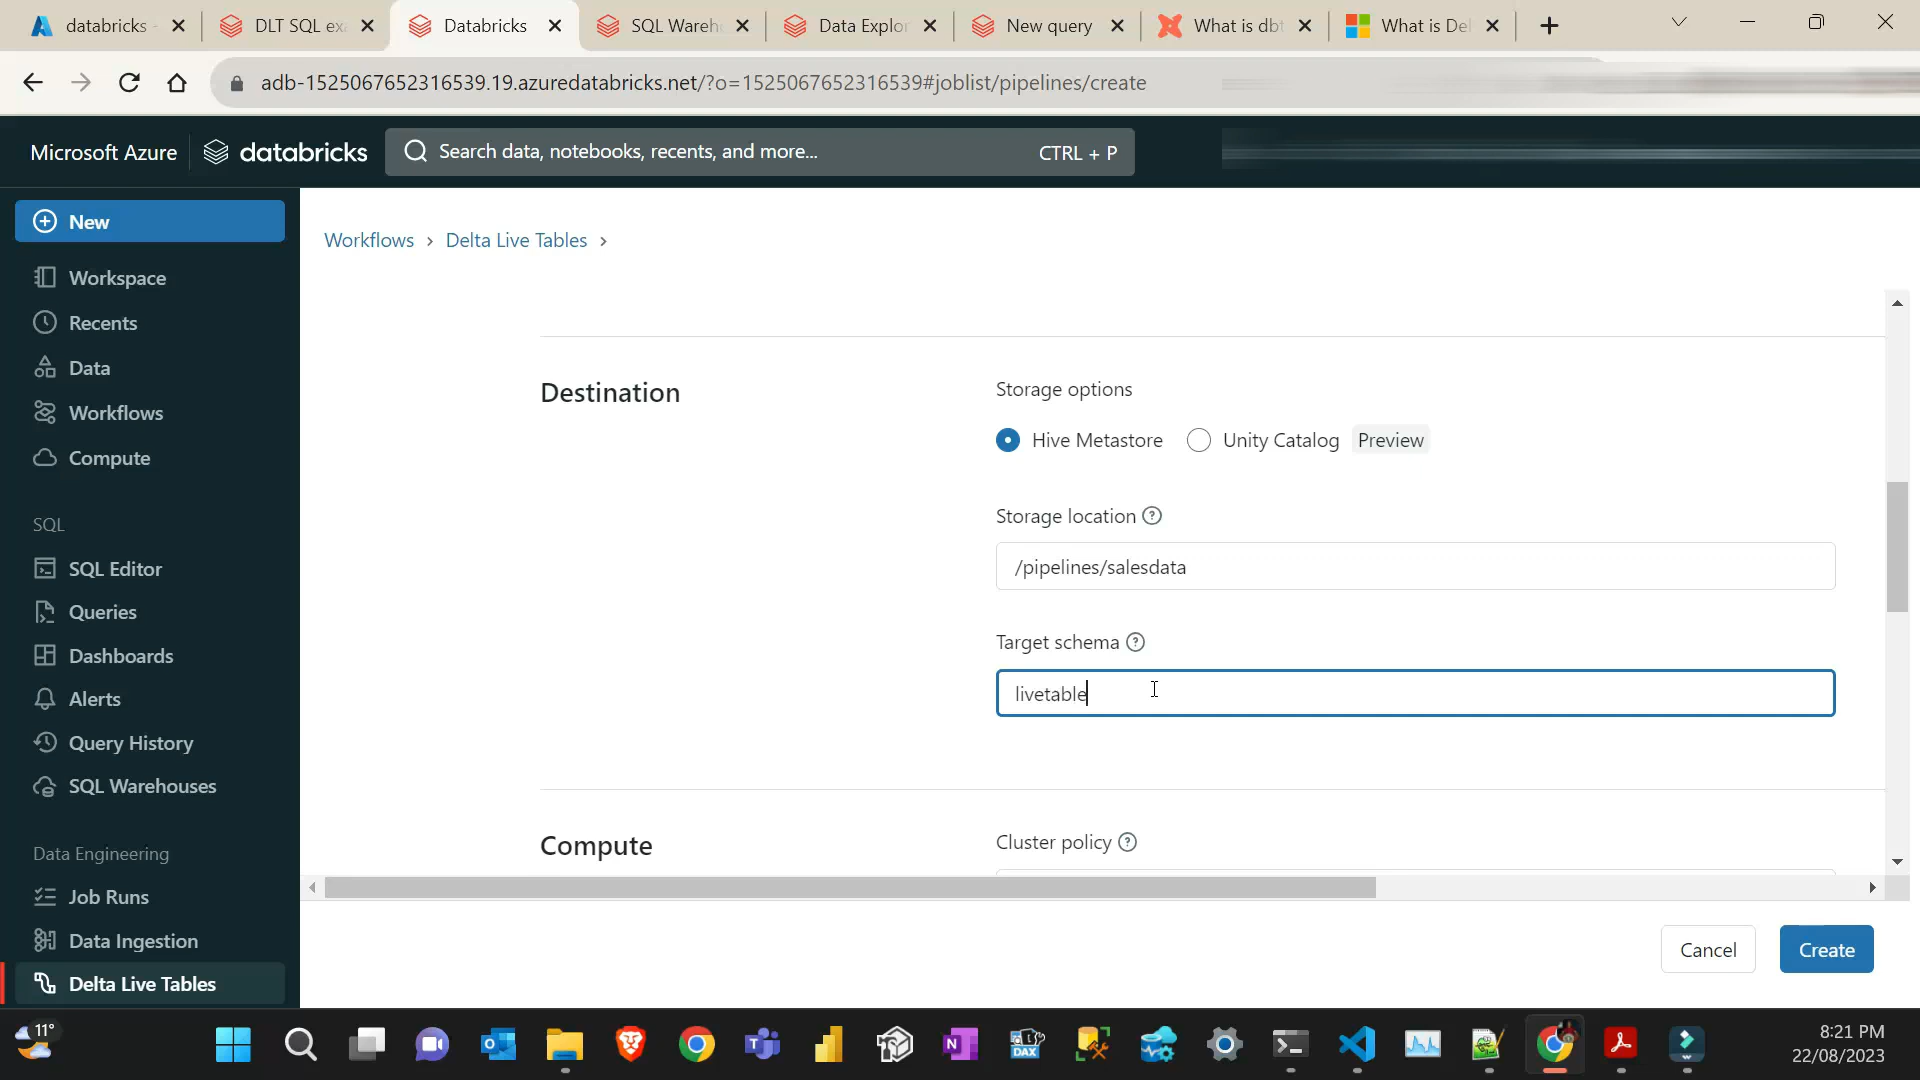 databricks -
DLT SQL ex
Databricks
SQL Wareh
Data Explor
New query
What is dbt
What is Del
adb-1525067652316539.19.azuredatabricks.net/?o=1525067652316539#joblist/pipelines/create
Microsoft Azure
databricks
Search data, notebooks, recents, and more...
CTRL + P
New
Workspace
Recents
Data
Workflows
Compute
SQL
SQL Editor
Queries
Dashboards
Alerts
Query History
SQL Warehouses
Data Engineering
Job Runs
Data Ingestion
Delta Live Tables
Workflows › Delta Live Tables ›
Destination
Storage options
Hive Metastore
Unity Catalog
Preview
Storage location
/pipelines/salesdata
Target schema
livetable
Compute
Cluster policy
Cancel
Create
11°
DAX
8:21 PM
22/08/2023